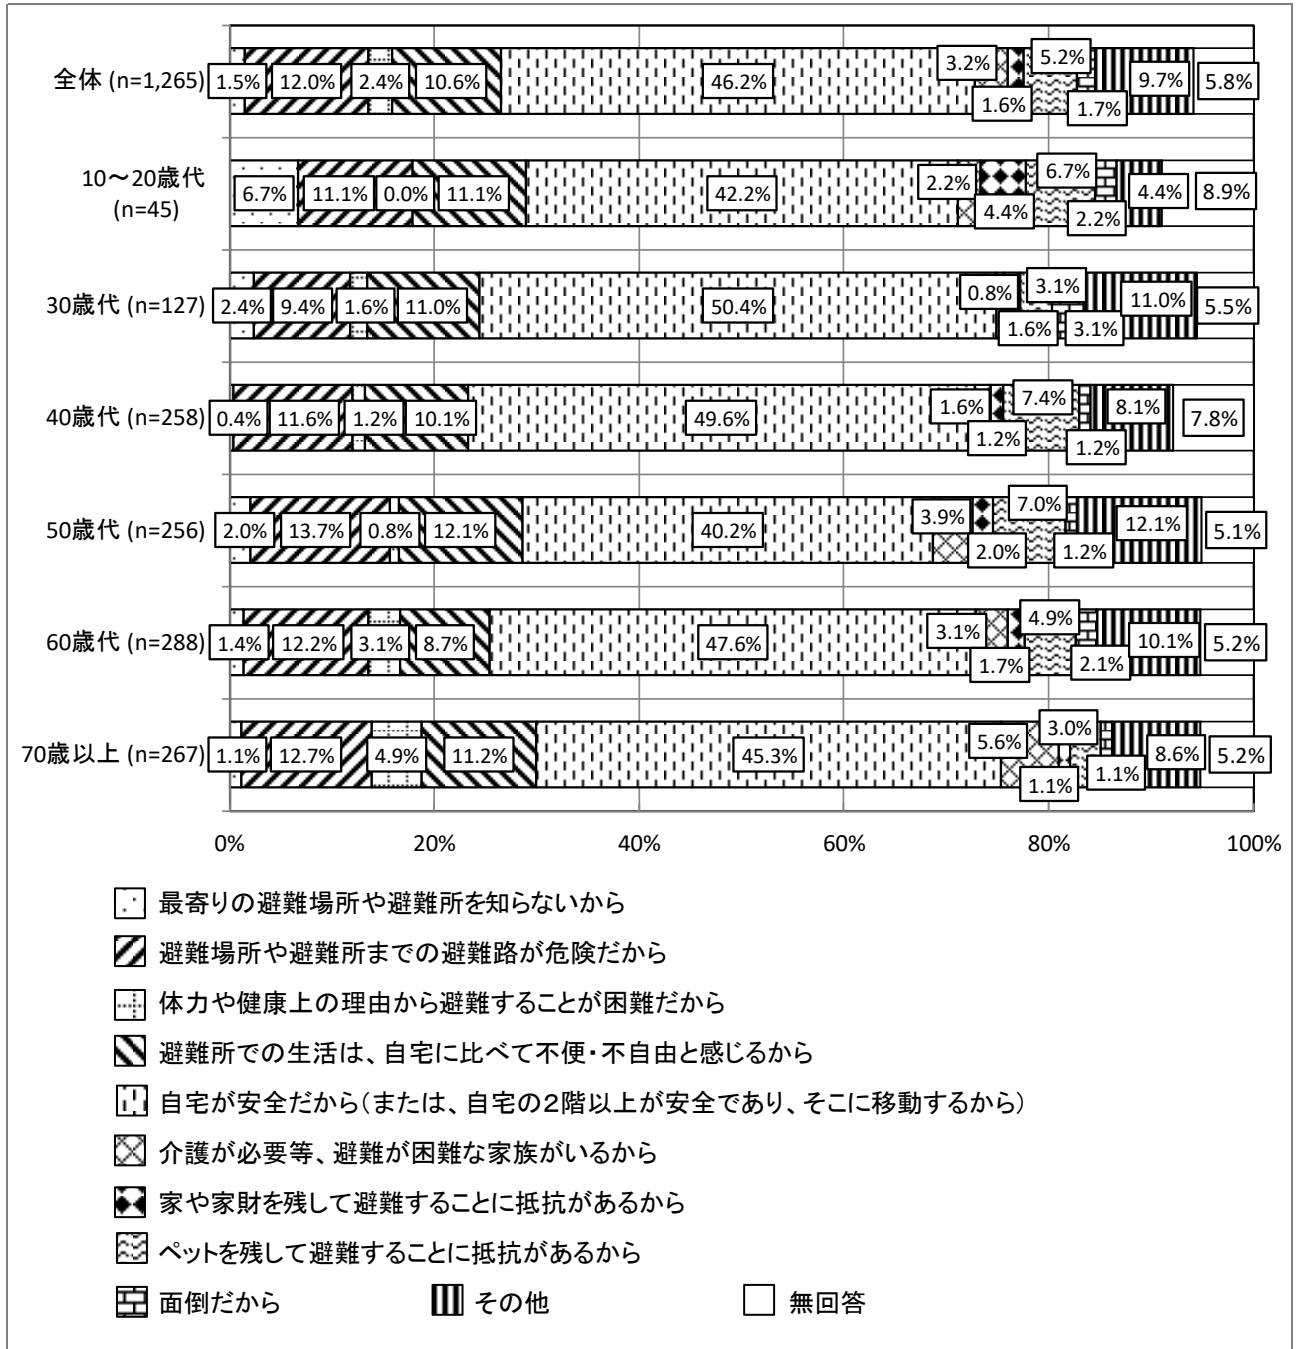 全体 (n=1,265)
1.5% 12.0% 2.4% 10.6% 46.2% 3.2% 1.6% 5.2% 1.7% 9.7% 5.8%
10～20歳代
(n=45)
6.7% 11.1% 0.0% 11.1% 42.2% 2.2% 4.4% 6.7% 2.2% 4.4% 8.9%
30歳代 (n=127)
2.4% 9.4% 1.6% 11.0% 50.4% 0.8% 1.6% 3.1% 3.1% 11.0% 5.5%
40歳代 (n=258)
0.4% 11.6% 1.2% 10.1% 49.6% 1.6% 1.2% 7.4% 1.2% 8.1% 7.8%
50歳代 (n=256)
2.0% 13.7% 0.8% 12.1% 40.2% 3.9% 2.0% 7.0% 1.2% 12.1% 5.1%
60歳代 (n=288)
1.4% 12.2% 3.1% 8.7% 47.6% 3.1% 1.7% 4.9% 2.1% 10.1% 5.2%
70歳以上 (n=267)
1.1% 12.7% 4.9% 11.2% 45.3% 5.6% 1.1% 3.0% 1.1% 8.6% 5.2%
0% 20% 40% 60% 80% 100%
最寄りの避難場所や避難所を知らないから
避難場所や避難所までの避難路が危険だから
体力や健康上の理由から避難することが困難だから
避難所での生活は、自宅に比べて不便・不自由と感じるから
自宅が安全だから（または、自宅の２階以上が安全であり、そこに移動するから）
介護が必要等、避難が困難な家族がいるから
家や家財を残して避難することに抵抗があるから
ペットを残して避難することに抵抗があるから
面倒だから その他 無回答